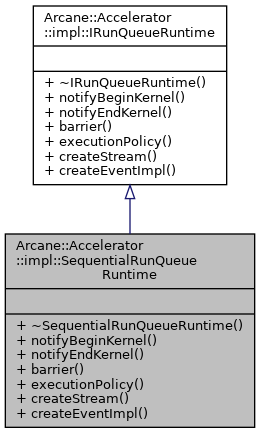 Arcane::Accelerator
::impl::IRunQueueRuntime
+ ~IRunQueueRuntime()
+ notifyBeginKernel()
+ notifyEndKernel()
+ barrier()
+ executionPolicy()
+ createStream()
+ createEventImpl()
Arcane::Accelerator
::impl::SequentialRunQueue
Runtime
+ ~SequentialRunQueueRuntime()
+ notifyBeginKernel()
+ notifyEndKernel()
+ barrier()
+ executionPolicy()
+ createStream()
+ createEventImpl()